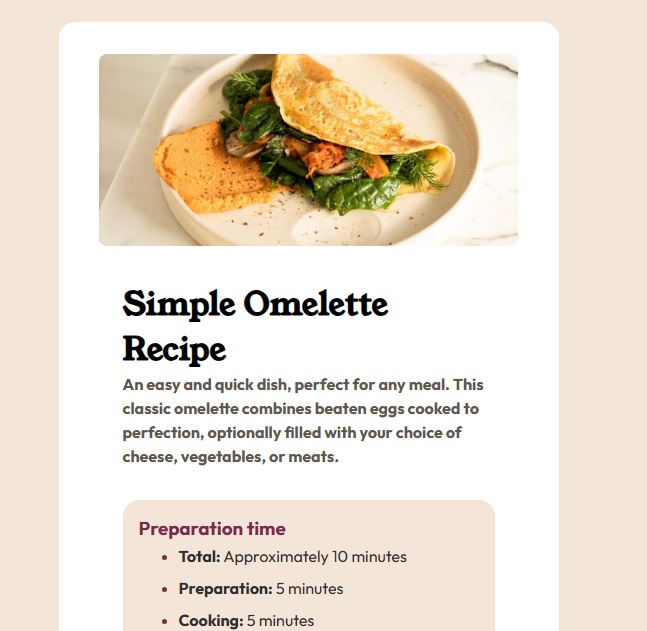 Simple Omelette
Recipe
An easy and quick dish, perfect for any meal. This
classic omelette combines beaten eggs cooked to
perfection, optionally filled with your choice of
cheese, vegetables, or meats.
Preparation time
Total: Approximately 10 minutes
Preparation: 5 minutes
Cooking: 5 minutes